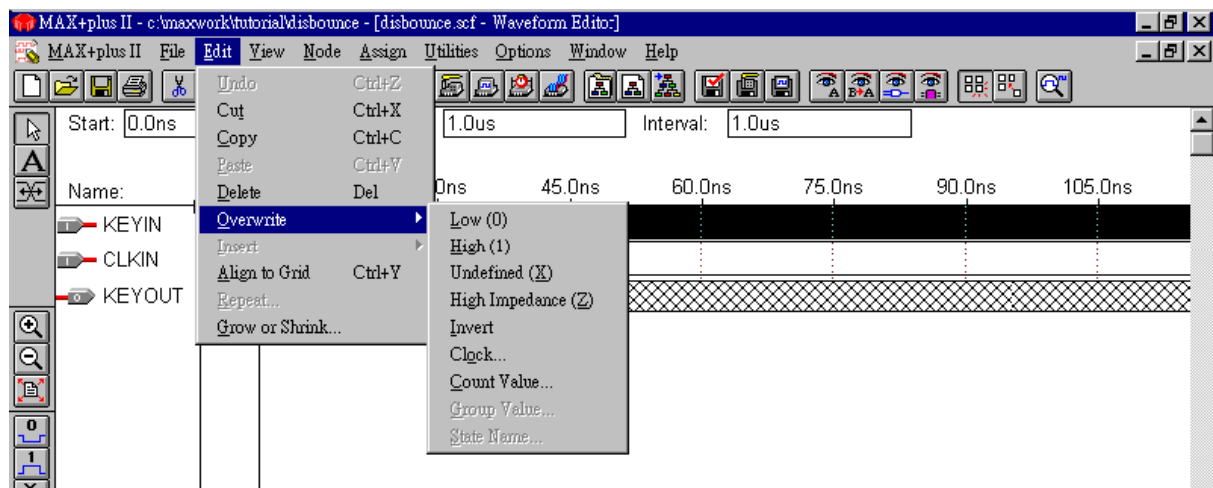 MAX+plus II - c:\maxwork\tutorial\disbounce - [disbounce.scf - Waveform Editor]
MAX+plus II File Edit View Node Assign Utilities Options Window Help
Start: 0.0ns 1.0us Interval: 1.0us
Name: 0ns 45.0ns 60.0ns 75.0ns 90.0ns 105.0ns
KEYIN
CLKIN
KEYOUT
Undo Ctrl+Z
Cut Ctrl+X
Copy Ctrl+C
Paste Ctrl+V
Delete Del
Overwrite
Insert
Align to Grid Ctrl+Y
Repeat...
Grow or Shrink...
Low (0)
High (1)
Undefined (X)
High Impedance (Z)
Invert
Clock...
Count Value...
Group Value...
State Name...
A
0
1